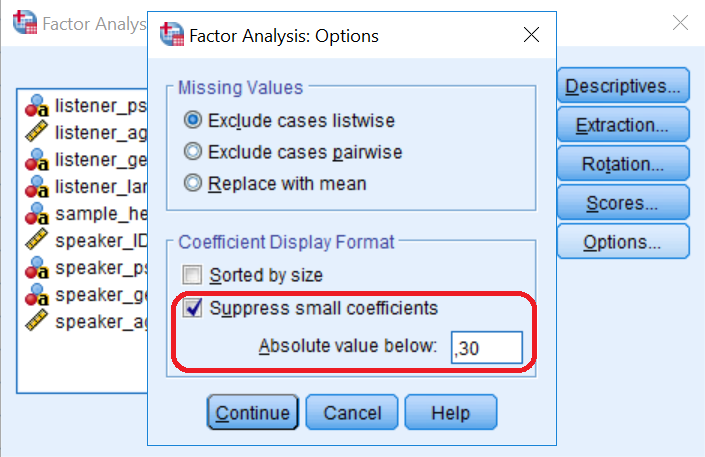 Factor Analysis
Factor Analysis: Options
Missing Values
Exclude cases listwise
Exclude cases pairwise
Replace with mean
Coefficient Display Format
Sorted by size
Suppress small coefficients
Absolute value below: ,30
Continue Cancel Help
listener_ps
listener_ag
listener_ge
listener_lan
sample_he
speaker_ID
speaker_ps
speaker_ge
speaker_ag
Descriptives...
Extraction...
Rotation...
Scores...
Options...